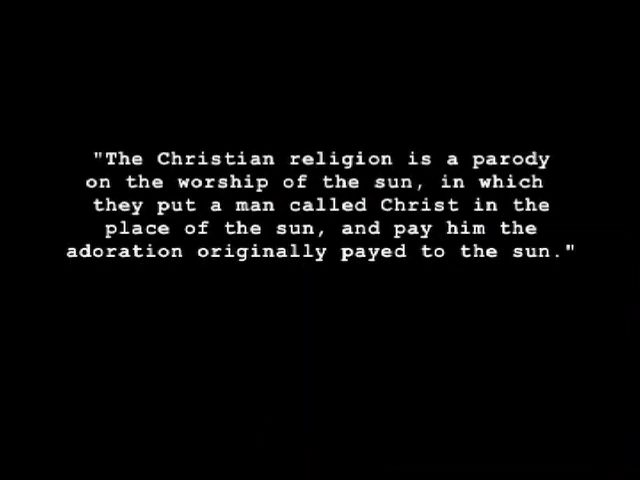 "The Christian religion is a parody
on the worship of the sun, in which
they put a man called Christ in the
place of the sun, and pay him the
adoration originally payed to the sun."